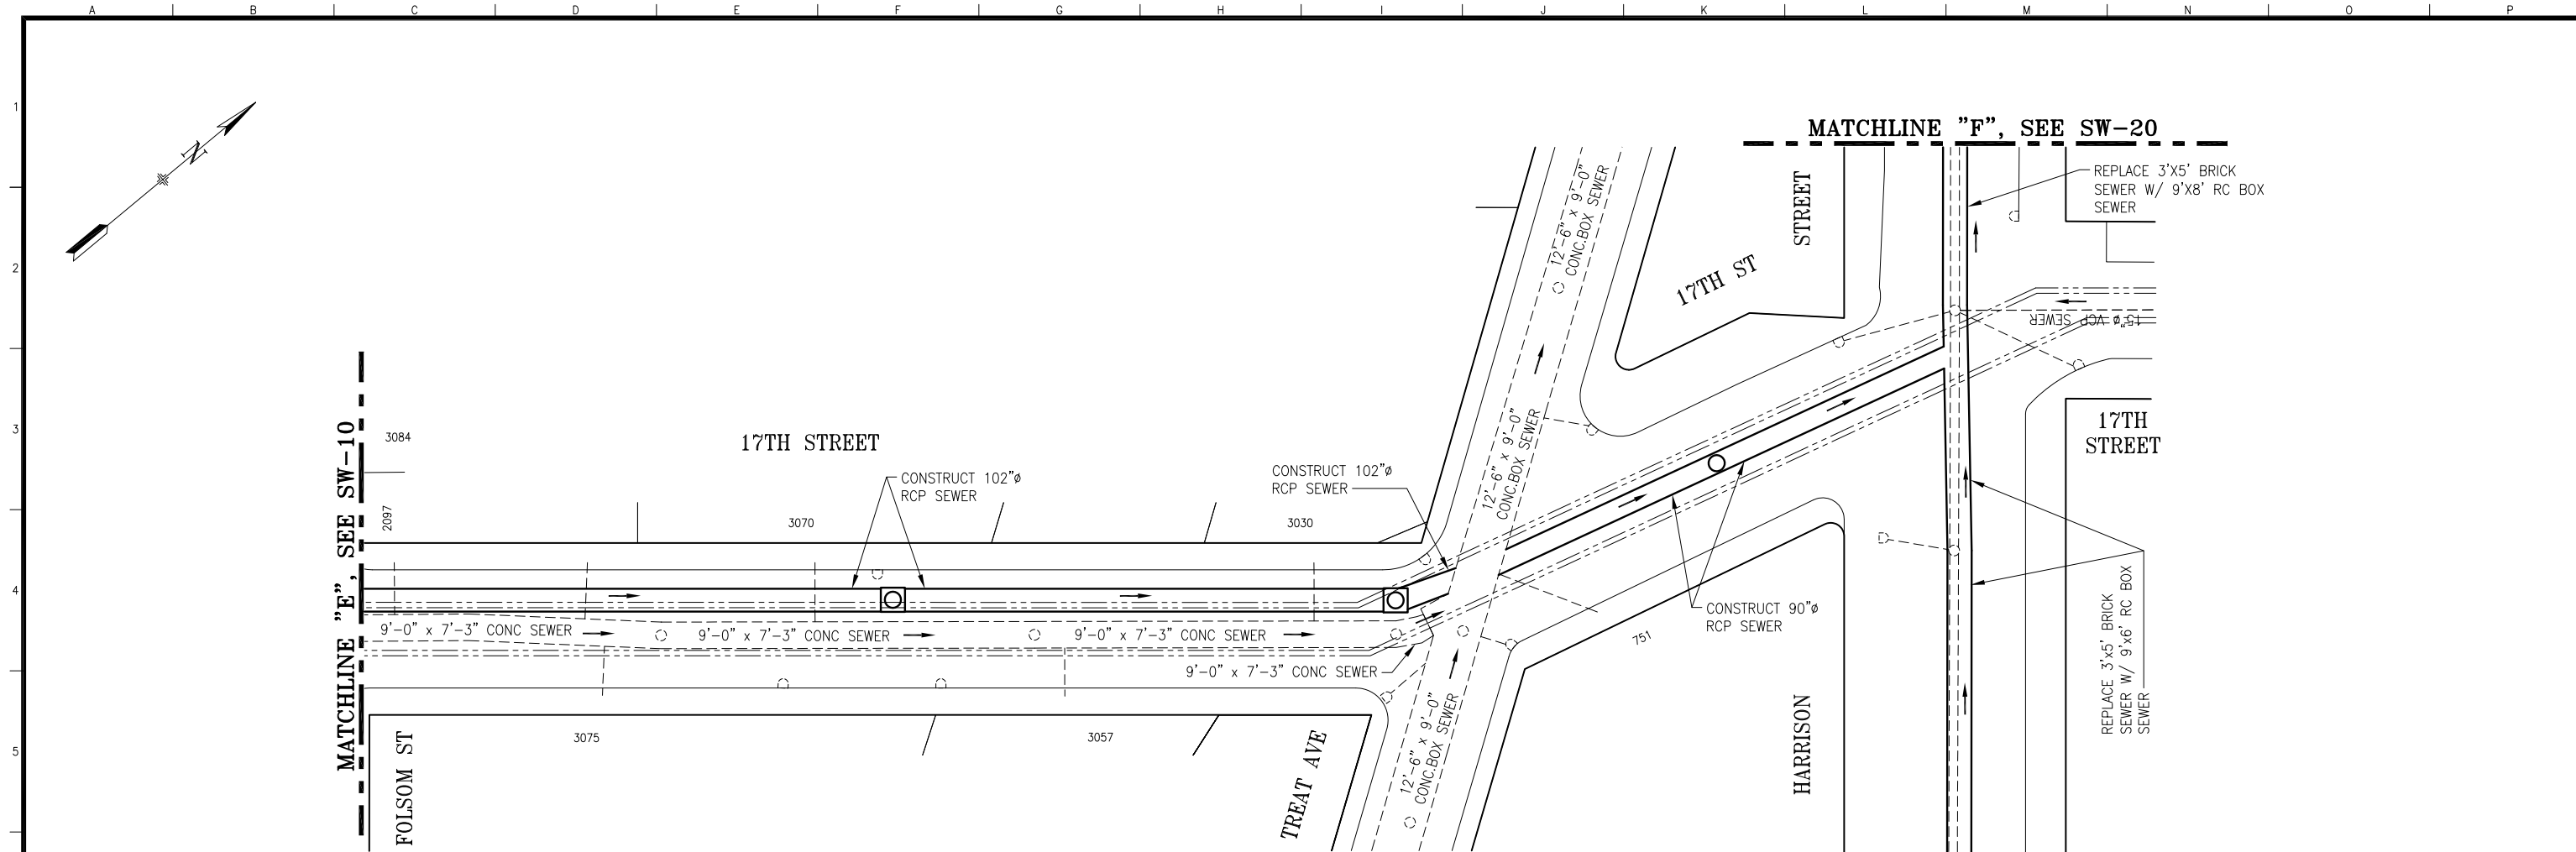 A B C D E F G H I J K L M N O P
1
2
3
4
5
N
MATCHLINE "F", SEE SW-20
REPLACE 3'X5' BRICK
SEWER W/ 9'X8' RC BOX
SEWER
12'-6" x 9'-0"
CONC.BOX SEWER
17TH ST
STREET
15"ø VCP SEWER
17TH
STREET
MATCHLINE "E", SEE SW-10
3084
2097
17TH STREET
CONSTRUCT 102"ø
RCP SEWER
CONSTRUCT 102"ø
RCP SEWER
12'-6" x 9'-0"
CONC.BOX SEWER
3070
3030
9'-0" x 7'-3" CONC SEWER
9'-0" x 7'-3" CONC SEWER
9'-0" x 7'-3" CONC SEWER
9'-0" x 7'-3" CONC SEWER
CONSTRUCT 90"ø
RCP SEWER
751
REPLACE 3'x5' BRICK
SEWER W/ 9'x6' RC BOX
SEWER
12'-6" x 9'-0"
CONC.BOX SEWER
3075
3057
FOLSOM ST
TREAT AVE
HARRISON